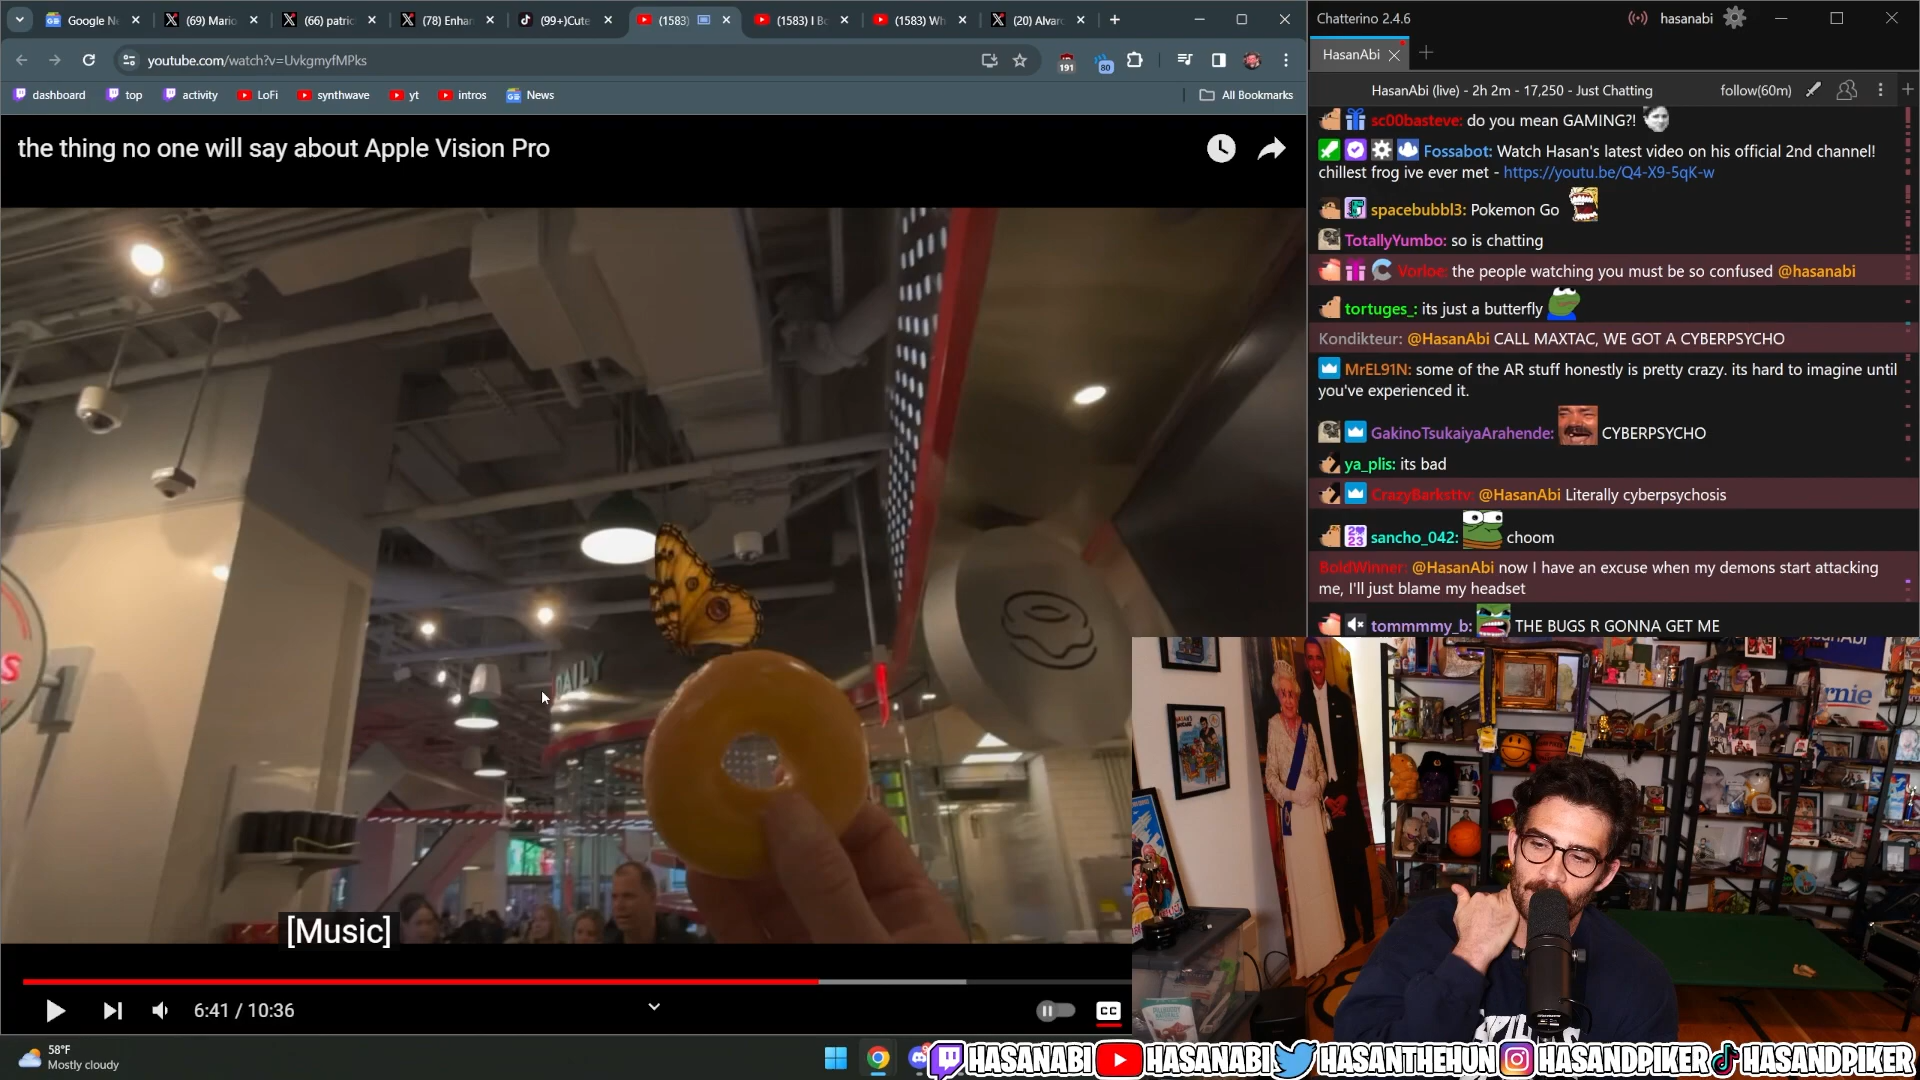 Google Ne
(69) Mario
(66) patric
(78) Enhan
(99+)Cute
(1583)
(1583) I Bo
(1583) Wh
(20) Alvaro
youtube.com/watch?v=UvkgmyfMPks
191
80
dashboard
top
activity
LoFi
synthwave
yt
intros
News
All Bookmarks
the thing no one will say about Apple Vision Pro
DAILY
[Music]
6:41 / 10:36
CC
58°F
Mostly cloudy
Chatterino 2.4.6
hasanabi
HasanAbi
HasanAbi (live) - 2h 2m - 17,250 - Just Chatting
follow(60m)
sc00basteve: do you mean GAMING?!
Fossabot: Watch Hasan's latest video on his official 2nd channel!
chillest frog ive ever met - https://youtu.be/Q4-X9-5qK-w
spacebubbl3: Pokemon Go
TotallyYumbo: so is chatting
Vorloe: the people watching you must be so confused @hasanabi
tortuges_: its just a butterfly
Kondikteur: @HasanAbi CALL MAXTAC, WE GOT A CYBERPSYCHO
MrEL91N: some of the AR stuff honestly is pretty crazy. its hard to imagine until
you've experienced it.
GakinoTsukaiyaArahende: CYBERPSYCHO
ya_plis: its bad
CrazyBarksttv: @HasanAbi Literally cyberpsychosis
sancho_042: choom
BoldWinner: @HasanAbi now I have an excuse when my demons start attacking
me, I'll just blame my headset
tommmmy_b: THE BUGS R GONNA GET ME
HASANABI
HASANABI
HASANTHEHUN
HASANDPIKER
HASANDPIKER